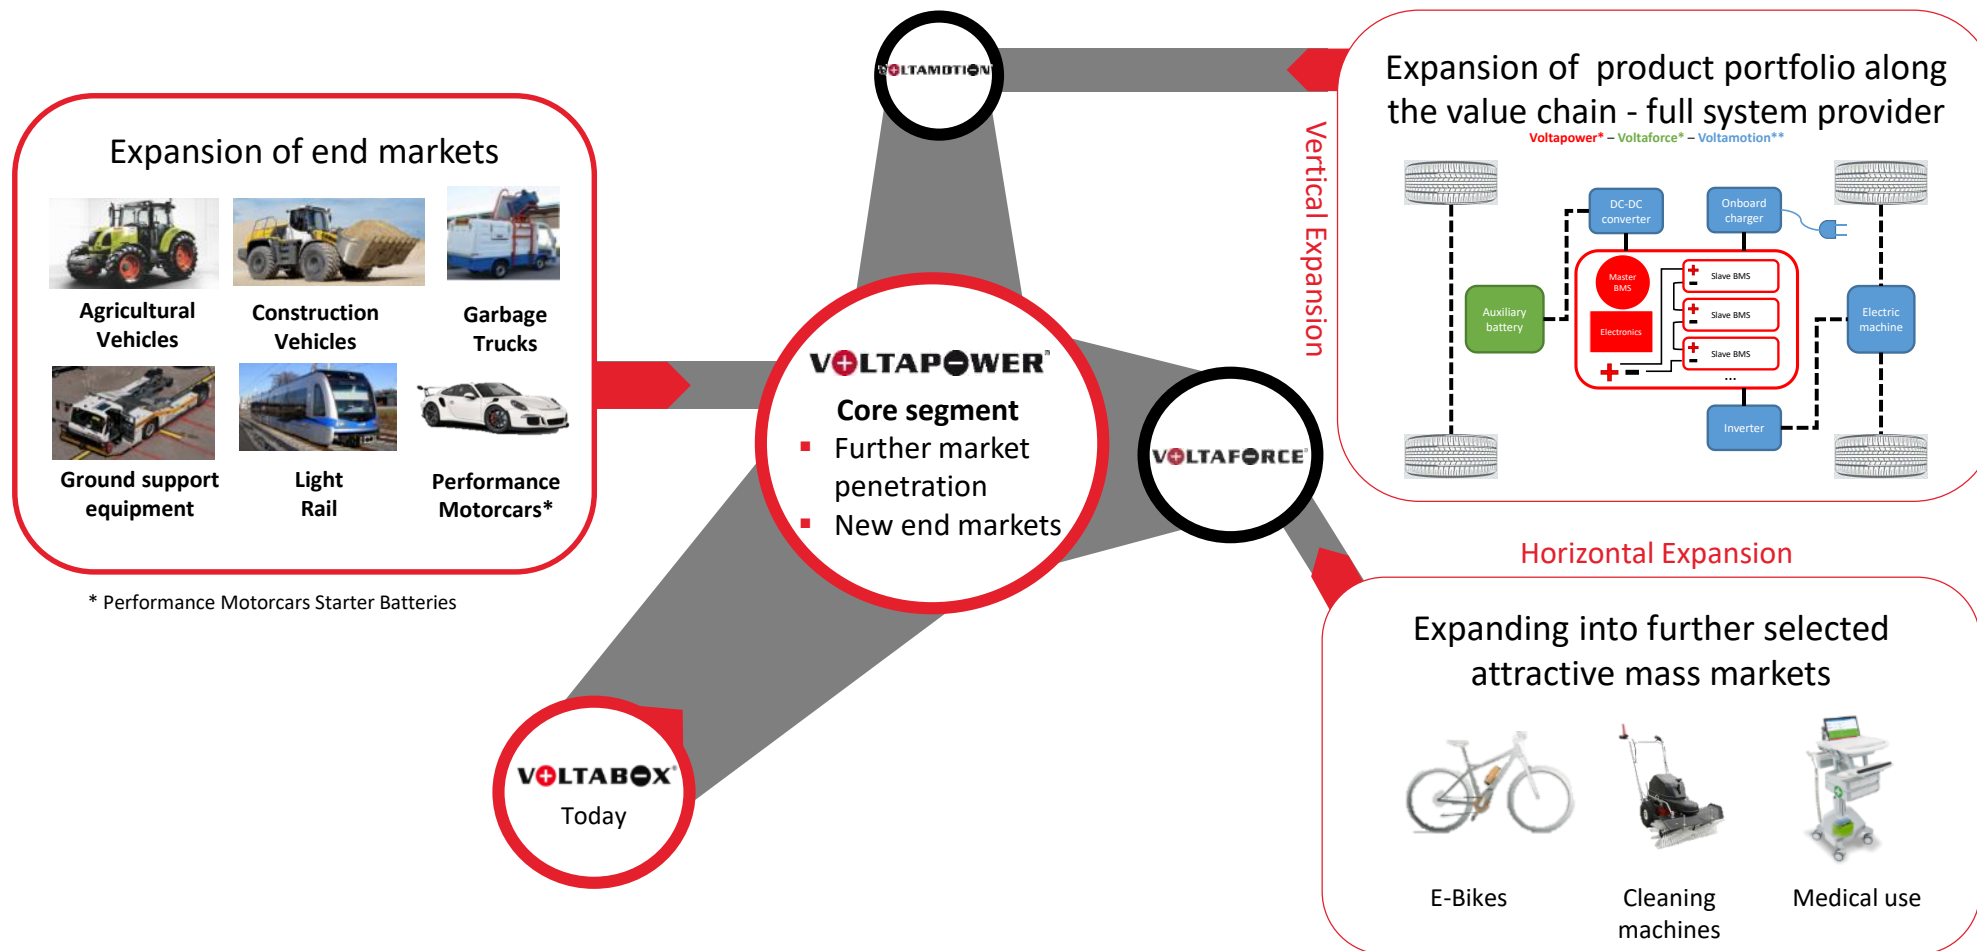 VOLTAMOTION
Expansion of end markets
Agricultural
Vehicles
Construction
Vehicles
Garbage
Trucks
Ground support
equipment
Light
Rail
Performance
Motorcars*
* Performance Motorcars Starter Batteries
VOLTAPOWER®
Core segment
▪ Further market
penetration
▪ New end markets
VOLTAFORCE®
VOLTABOX®
Today
Vertical Expansion
Expansion of product portfolio along
the value chain - full system provider
Voltapower* – Voltaforce* – Voltamotion**
DC-DC
converter
Onboard
charger
Master
BMS
+
-
Slave BMS
Auxiliary
battery
Electronics
+
-
Slave BMS
Electric
machine
+
-
Slave BMS
+ -
...
Inverter
Horizontal Expansion
Expanding into further selected
attractive mass markets
E-Bikes
Cleaning
machines
Medical use